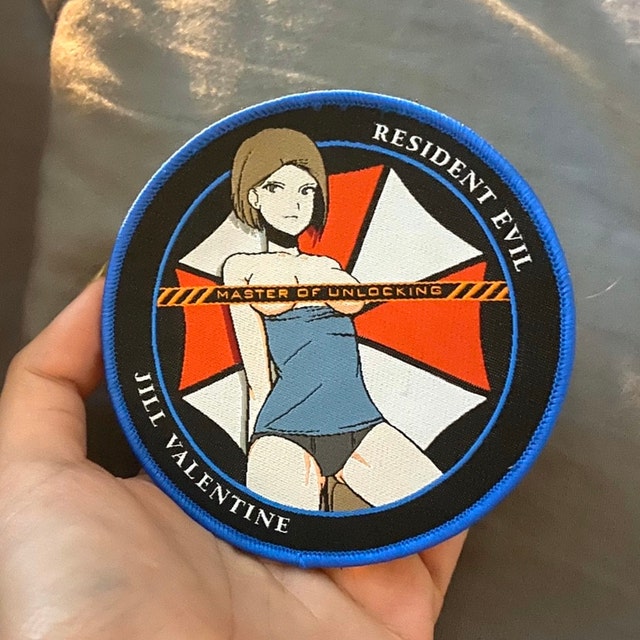 RESIDENT EVIL
MASTER OF UNLOCKING
JILL VALENTINE